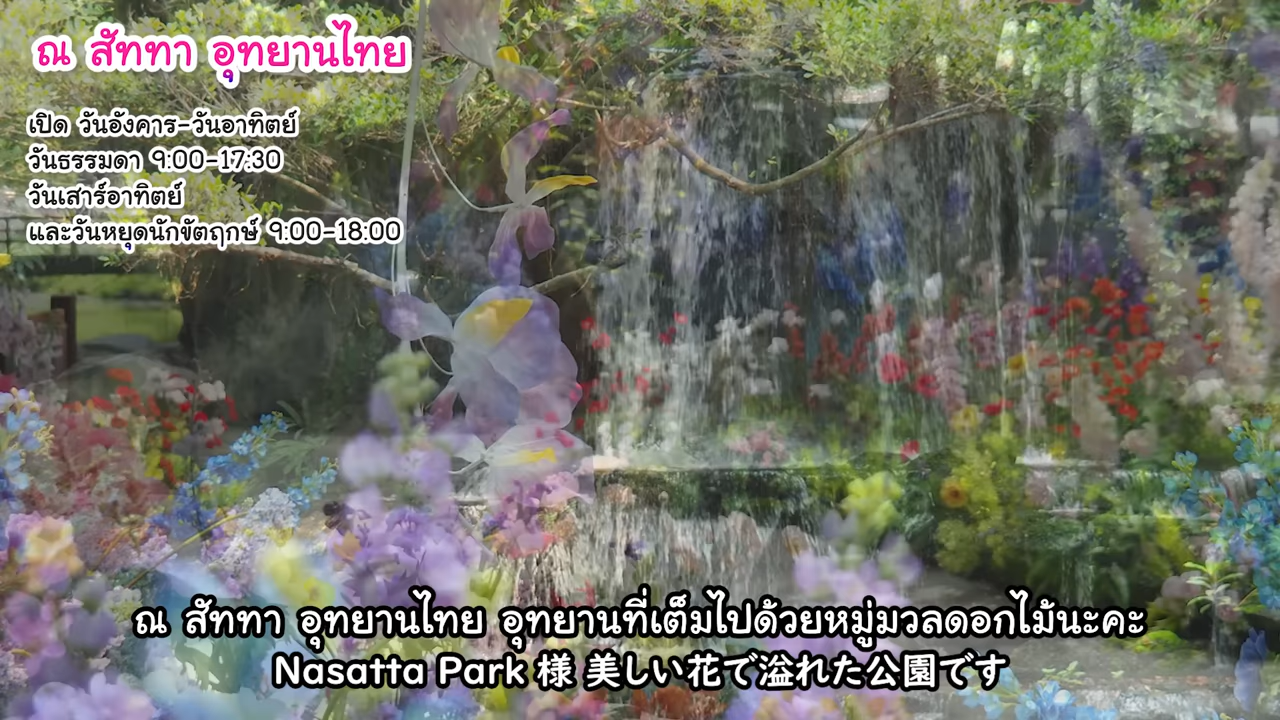 ณ สัททา อุทยานไทย
เปิด วันอังคาร-วันอาทิตย์
วันธรรมดา 9:00-17:30
วันเสาร์อาทิตย์
และวันหยุดนักขัตฤกษ์ 9:00-18:00
ณ สัททา อุทยานไทย อุทยานที่เต็มไปด้วยหมู่มวลดอกไม้นะคะ
Nasatta Park 様 美しい花で溢れた公園です